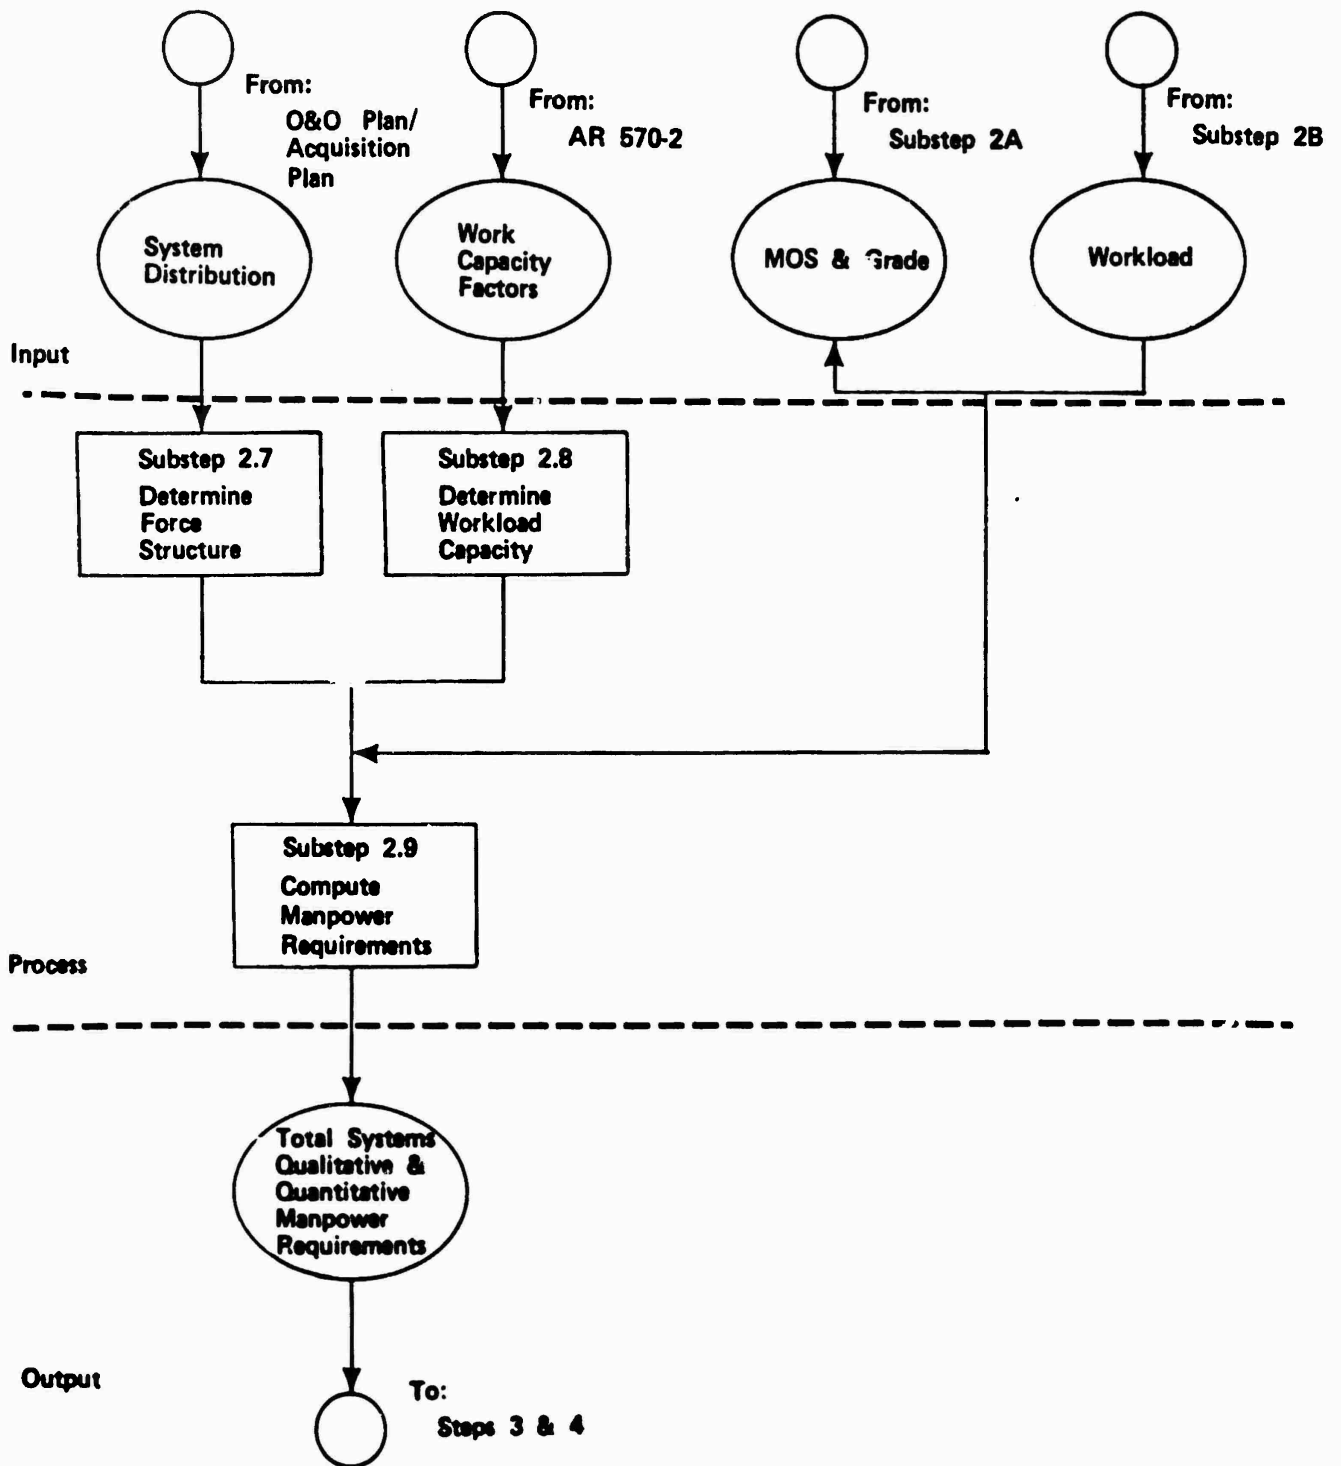 From:
O&O Plan/
Acquisition
Plan
From:
AR 570-2
From:
Substep 2A
From:
Substep 2B
System
Distribution
Work
Capacity
Factors
MOS & Grade
Workload
Input
Substep 2.7
Determine
Force
Structure
Substep 2.8
Determine
Workload
Capacity
Substep 2.9
Compute
Manpower
Requirements
Process
Total Systems
Qualitative &
Quantitative
Manpower
Requirements
Output
To:
Steps 3 & 4